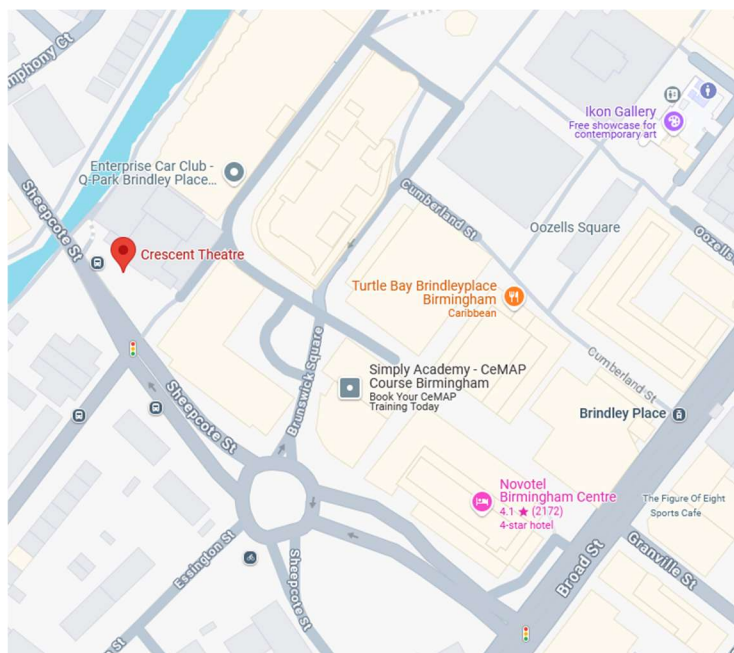 mphony Ct
Ikon Gallery
Free showcase for
contemporary art
Enterprise Car Club -
Q-Park Brindley Place...
Sheepcote St
Cumberland St
Oozells Square
Oozells
Crescent Theatre
Turtle Bay Brindleyplace
Birmingham
Caribbean
Brunswick Square
Simply Academy - CeMAP
Course Birmingham
Book Your CeMAP
Training Today
Cumberland St
Sheepcote St
Brindley Place
Novotel
Birmingham Centre
4.1 ★ (2172)
4-star hotel
The Figure Of Eight
Sports Cafe
Broad St
Granville St
Essington St
Sheepcote St
St